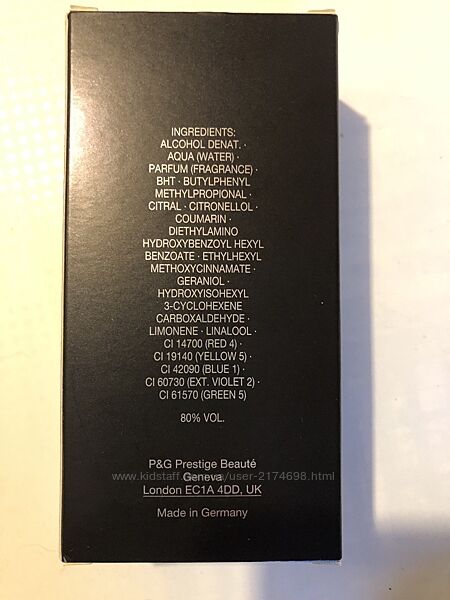 INGREDIENTS:
ALCOHOL DENAT. ·
AQUA (WATER) ·
PARFUM (FRAGRANCE) ·
BHT · BUTYLPHENYL
METHYLPROPIONAL ·
CITRAL · CITRONELLOL ·
COUMARIN ·
DIETHYLAMINO
HYDROXYBENZOYL HEXYL
BENZOATE · ETHYLHEXYL
METHOXYCINNAMATE ·
GERANIOL ·
HYDROXYISOHEXYL
3-CYCLOHEXENE
CARBOXALDEHYDE ·
LIMONENE · LINALOOL ·
CI 14700 (RED 4) ·
CI 19140 (YELLOW 5) ·
CI 42090 (BLUE 1) ·
CI 60730 (EXT. VIOLET 2) ·
CI 61570 (GREEN 5)
80% VOL.
P&G Prestige Beauté
Geneva
www.kidstaff.com.ua/user-2174698.html
London EC1A 4DD, UK
Made in Germany